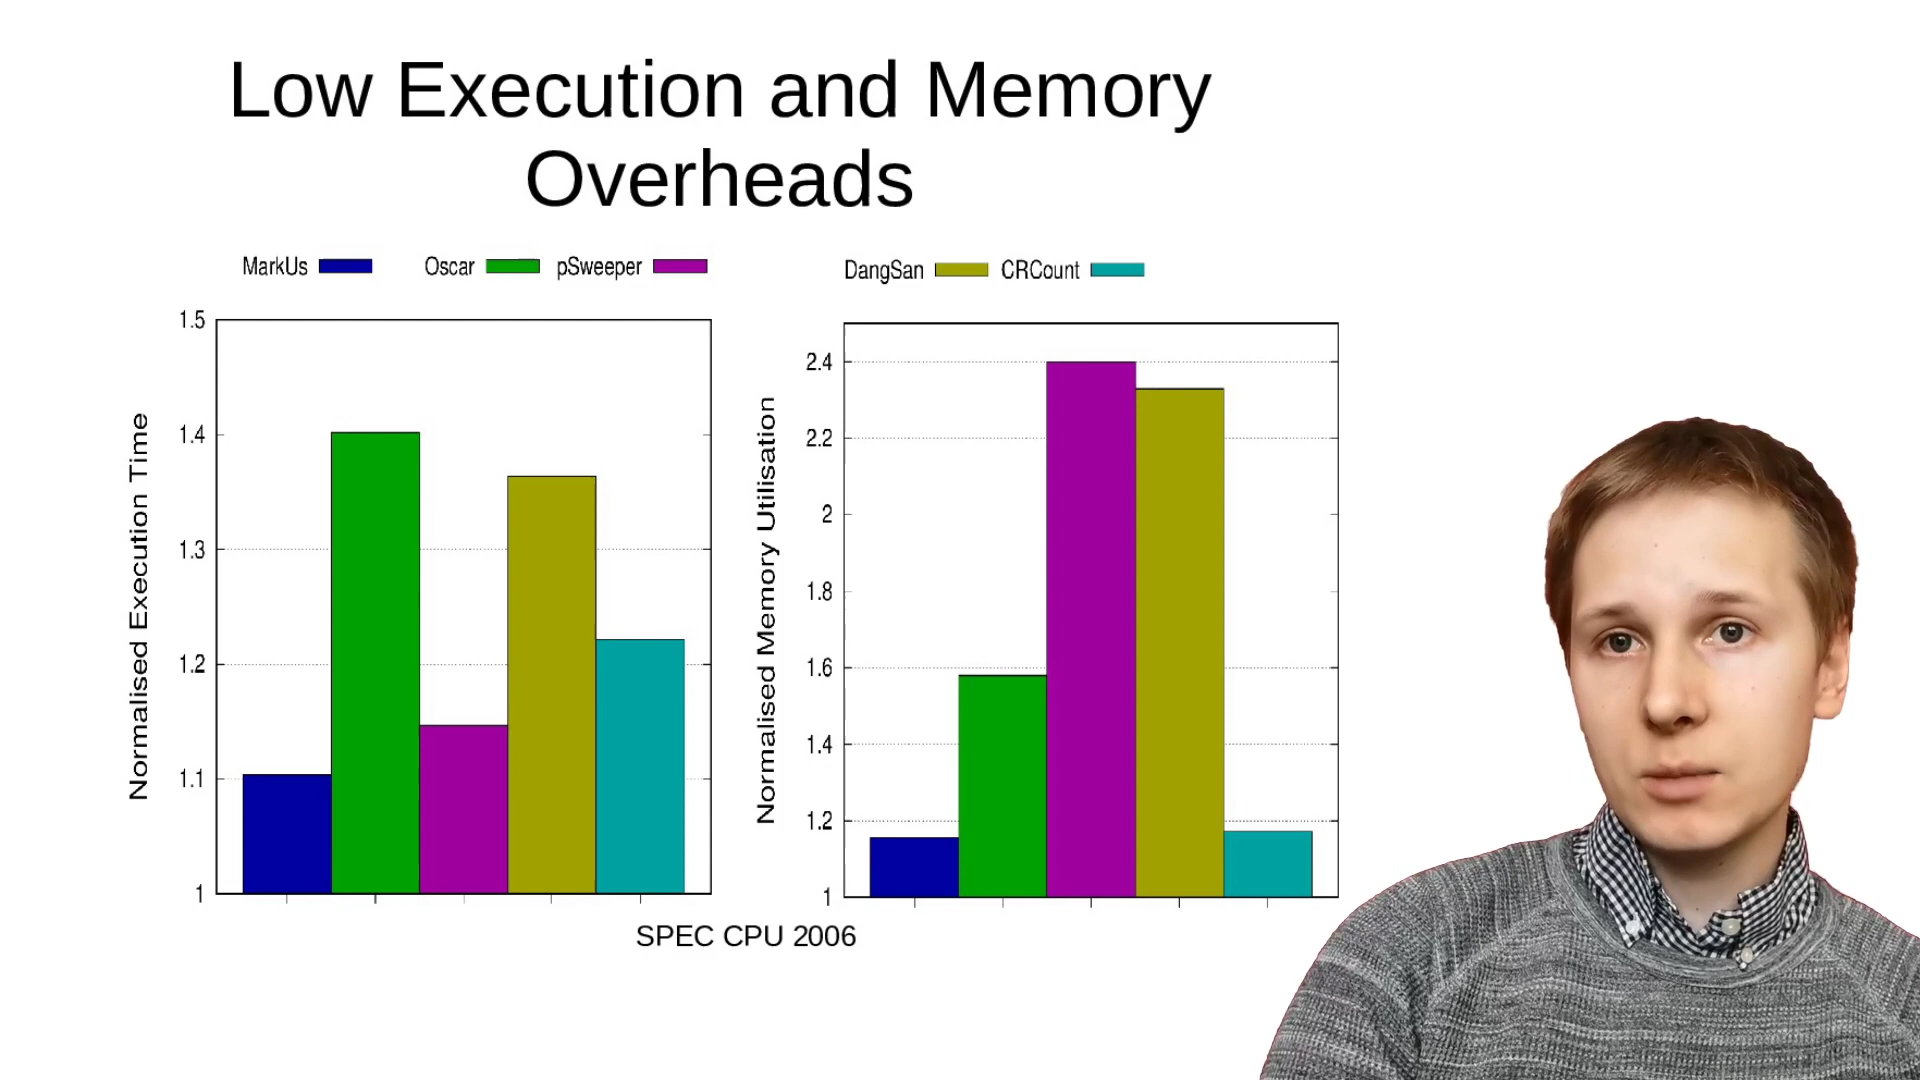 Low Execution and Memory
Overheads
MarkUs Oscar pSweeper
DangSan CRCount
Normalised Execution Time
1.5
1.4
1.3
1.2
1.1
1
Normalised Memory Utilisation
2.4
2.2
2
1.8
1.6
1.4
1.2
1
SPEC CPU 2006